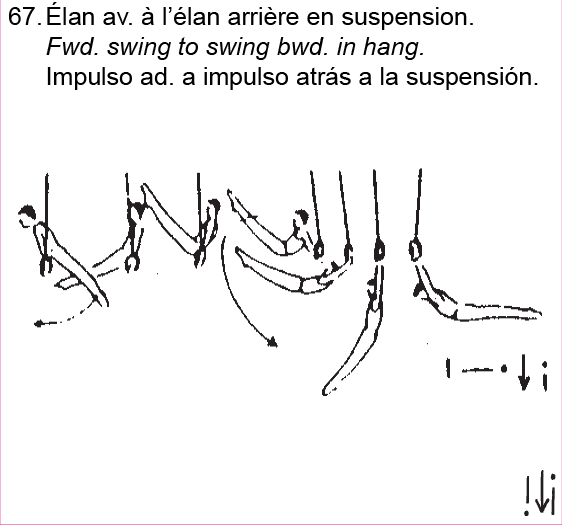 67. Élan av. à l’élan arrière en suspension.
Fwd. swing to swing bwd. in hang.
Impulso ad. a impulso atrás a la suspensión.